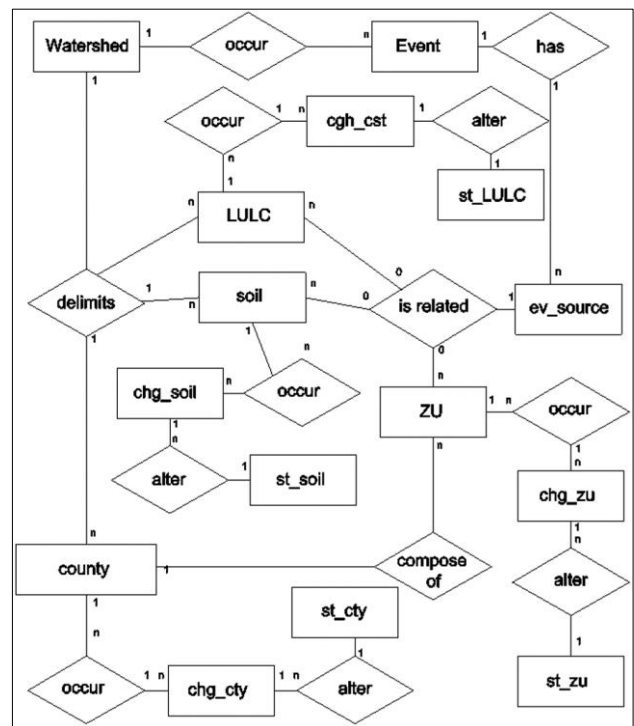 Watershed 1 occur n Event 1 has
1 1
occur 1 n cgh_cst 1 alter
n 1
1 st_LULC
n LULC n
0
delimits 1 n soil n 0 is related 1 n ev_source
1 1 n 0
chg_soil n occur n
1 ZU 1 n occur
n n 1
alter 1 st_soil n
chg_zu
1
n n
county 1 compose
of alter
1 st_cty
n 1 1
occur 1 n chg_cty 1 n alter st_zu